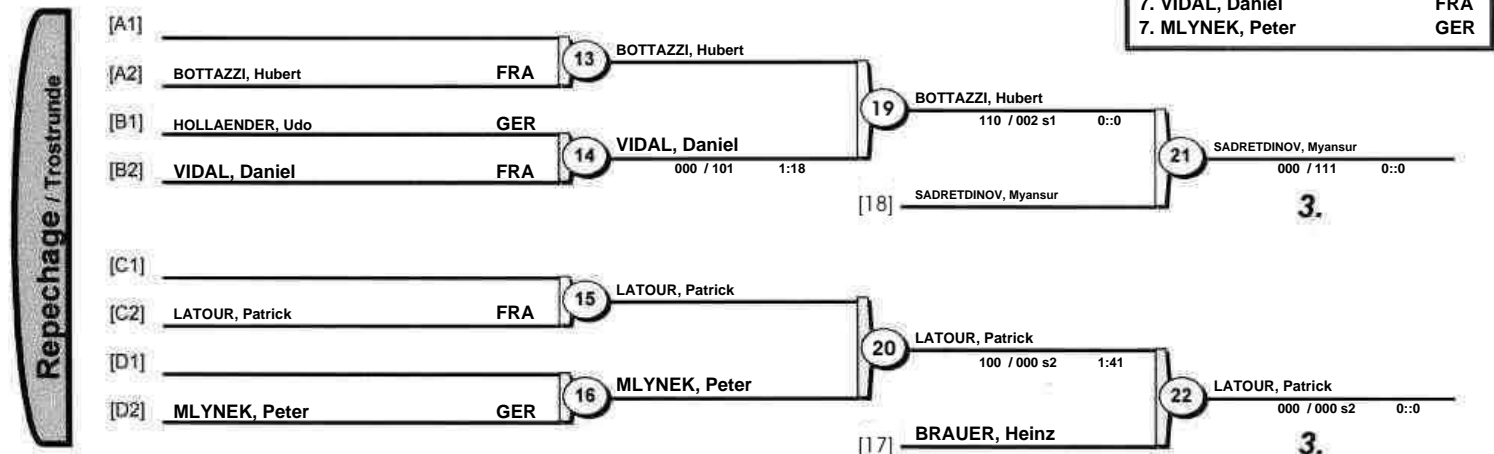 7. VIDAL, Daniel FRA
7. MLYNEK, Peter GER
Repechage / Trostrunde
[A1]
[A2] BOTTAZZI, Hubert FRA
13 BOTTAZZI, Hubert
[B1] HOLLAENDER, Udo GER
[B2] VIDAL, Daniel FRA
14 VIDAL, Daniel
000 / 101 1:18
19 BOTTAZZI, Hubert
110 / 002 s1 0::0
[18] SADRETDINOV, Myansur
21 SADRETDINOV, Myansur
000 / 111 0::0
3.
[C1]
[C2] LATOUR, Patrick FRA
15 LATOUR, Patrick
[D1]
[D2] MLYNEK, Peter GER
16 MLYNEK, Peter
20 LATOUR, Patrick
100 / 000 s2 1:41
[17] BRAUER, Heinz
22 LATOUR, Patrick
000 / 000 s2 0::0
3.